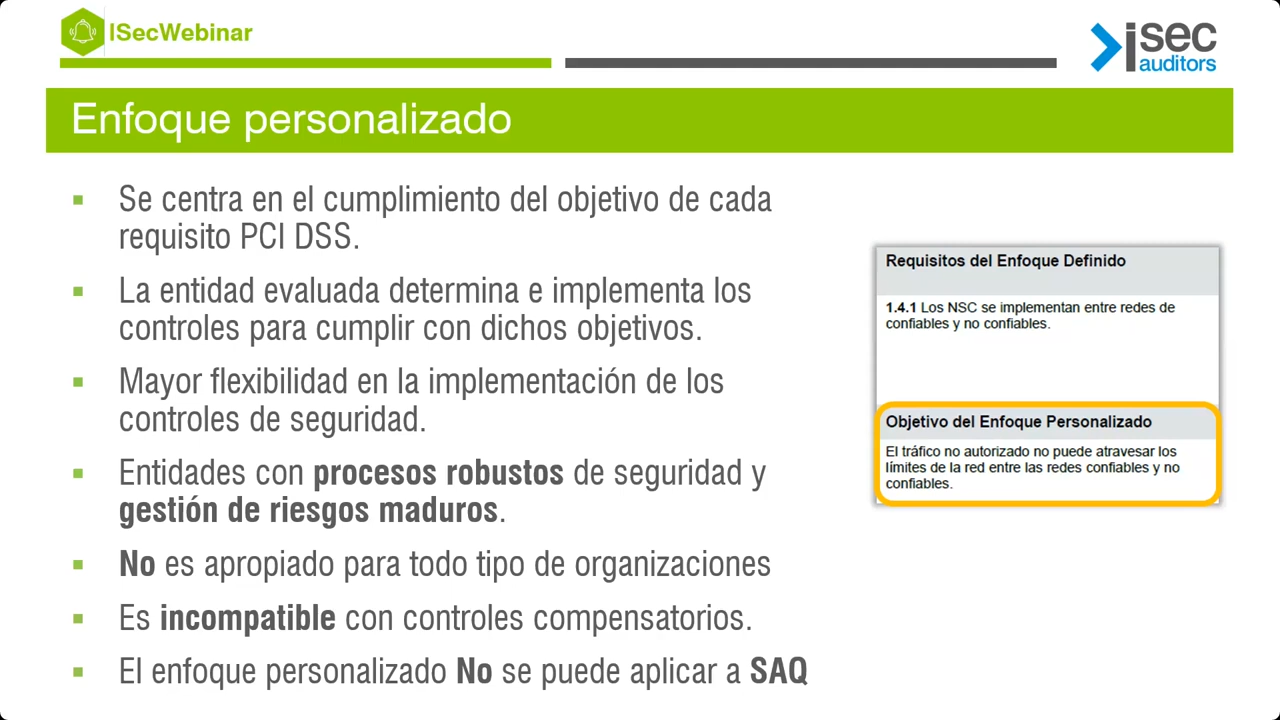 ISecWebinar
isec
auditors
Enfoque personalizado
Se centra en el cumplimiento del objetivo de cada
requisito PCI DSS.
La entidad evaluada determina e implementa los
controles para cumplir con dichos objetivos.
Mayor flexibilidad en la implementación de los
controles de seguridad.
Entidades con procesos robustos de seguridad y
gestión de riesgos maduros.
No es apropiado para todo tipo de organizaciones
Es incompatible con controles compensatorios.
El enfoque personalizado No se puede aplicar a SAQ
Requisitos del Enfoque Definido
1.4.1 Los NSC se implementan entre redes de
confiables y no confiables.
Objetivo del Enfoque Personalizado
El tráfico no autorizado no puede atravesar los
límites de la red entre las redes confiables y no
confiables.